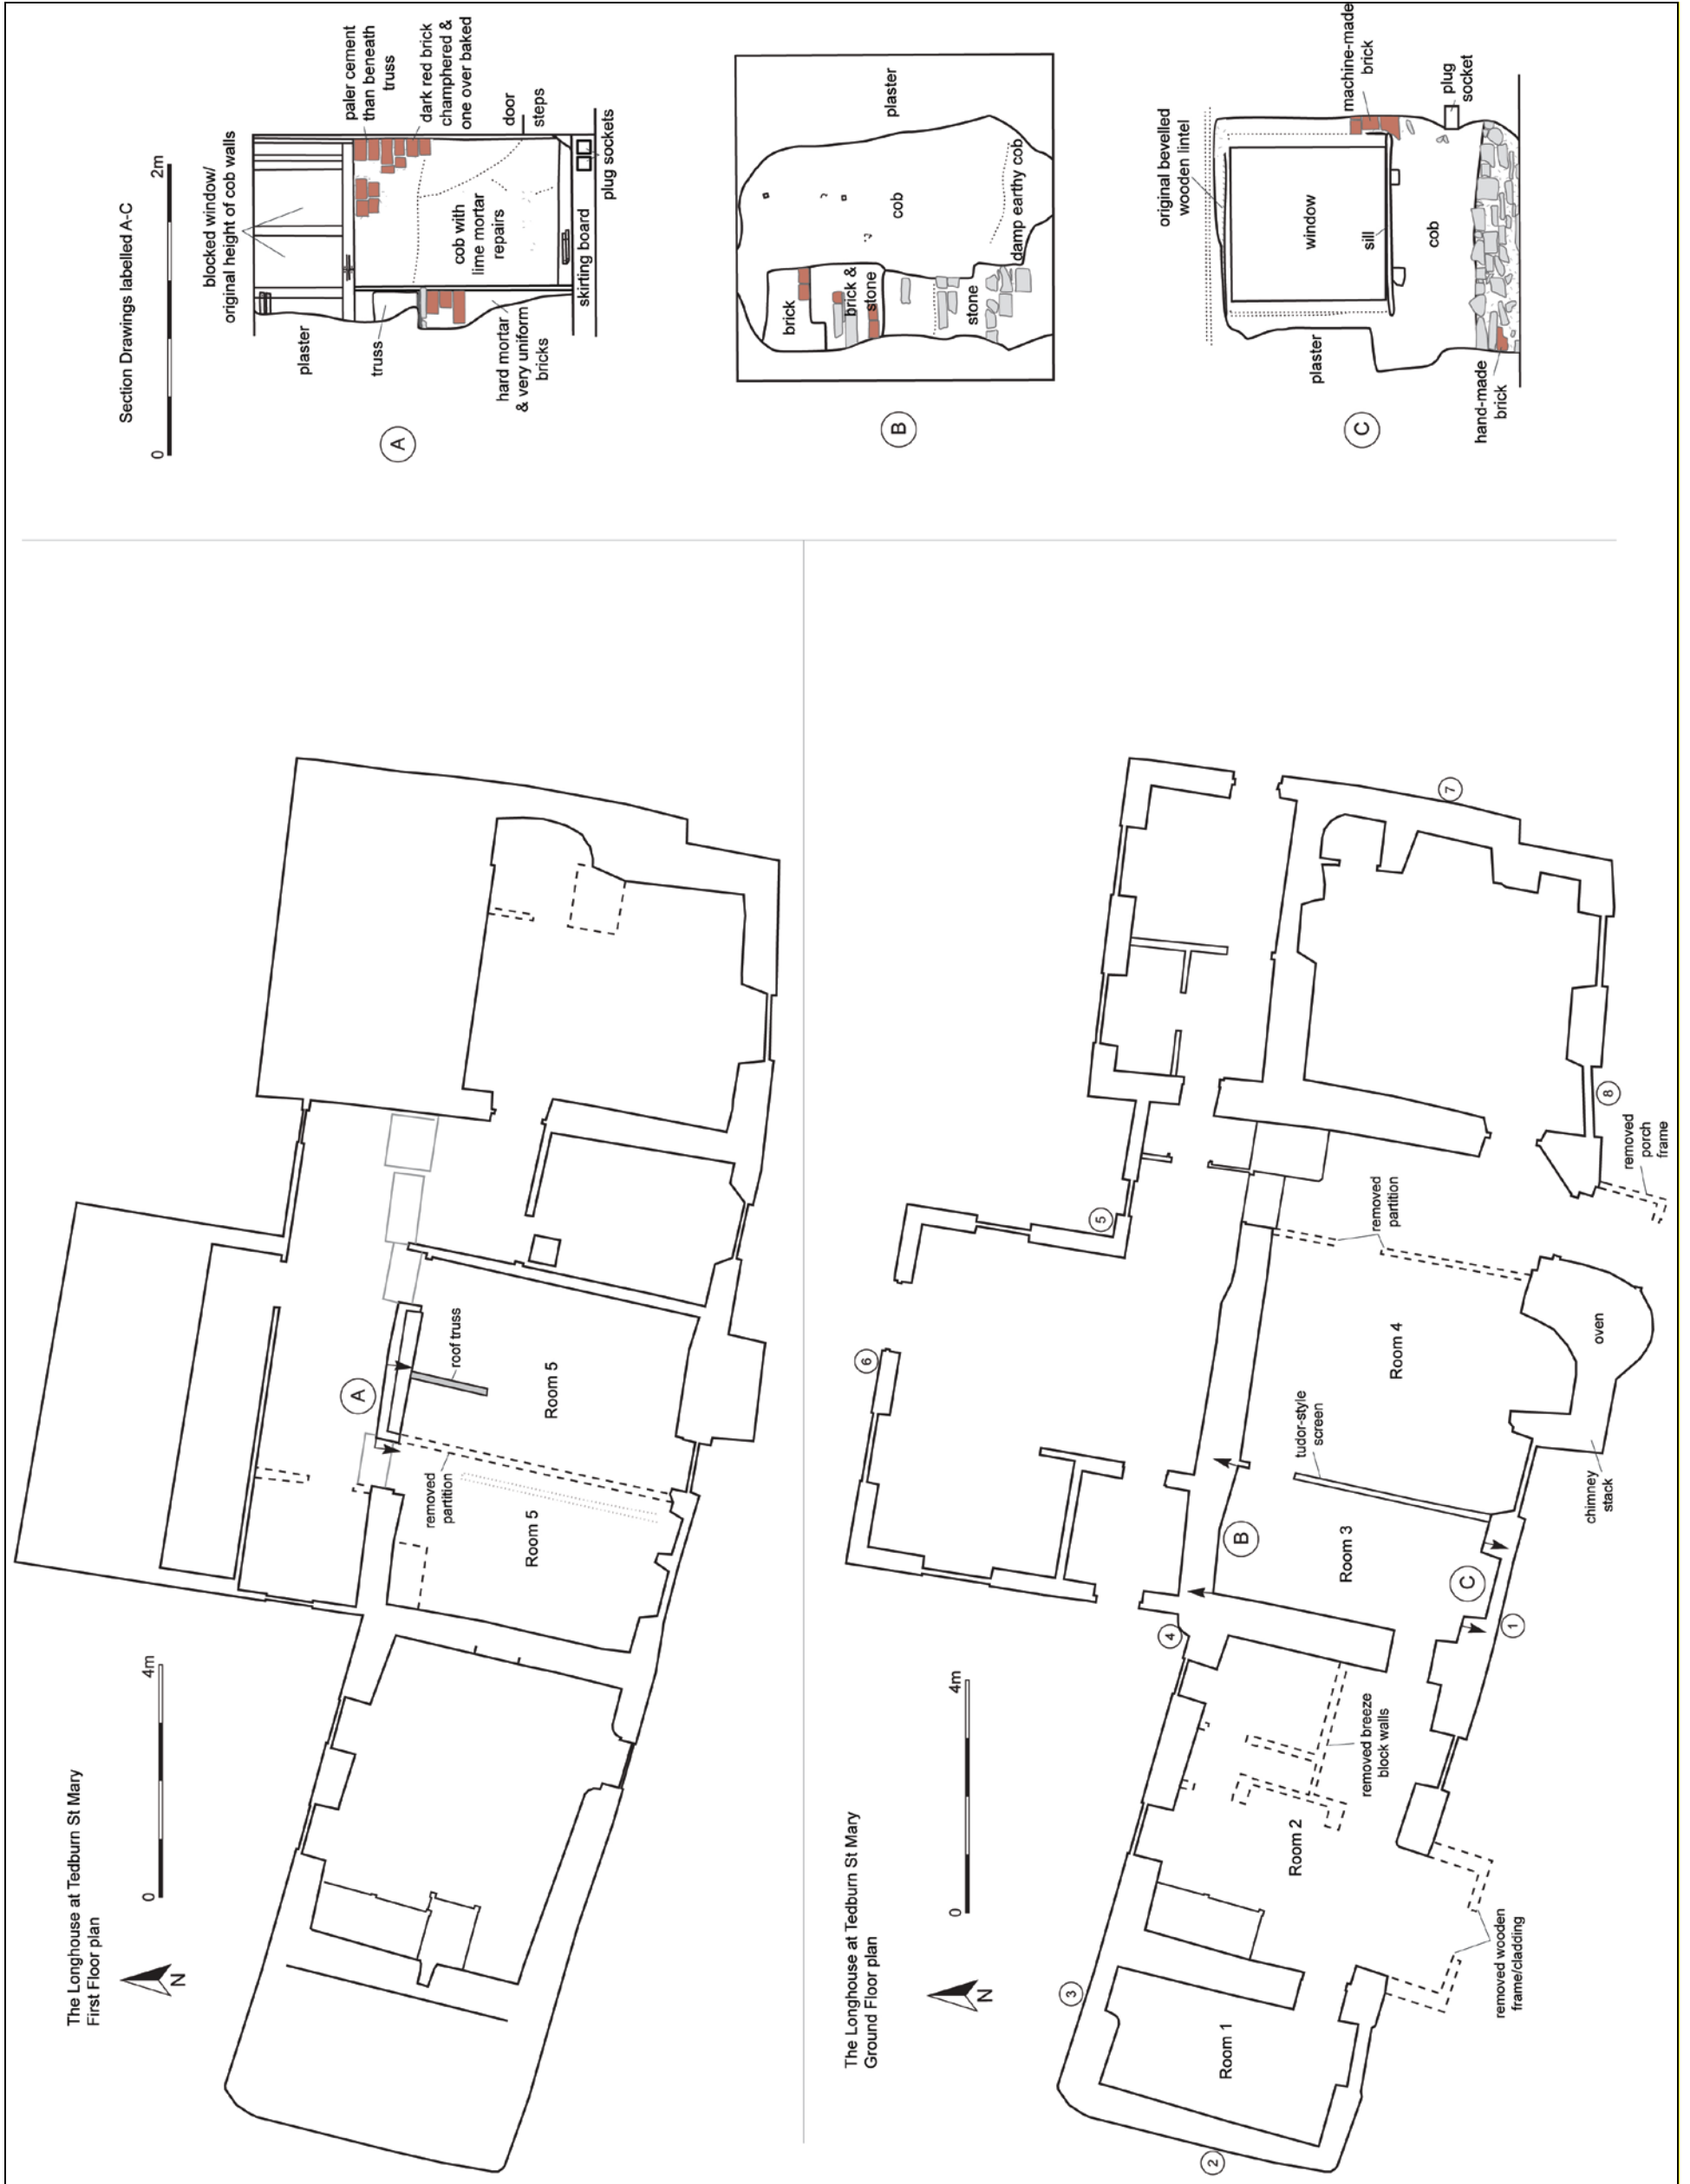 The Longhouse at Tedburn St Mary
First Floor plan
N
0
4m
removed
partition
Room 5
A
roof truss
Room 5
The Longhouse at Tedburn St Mary
Ground Floor plan
N
0
4m
3
2
Room 1
removed wooden
frame/cladding
Room 2
removed breeze
block walls
4
1
C
B
Room 3
tudor-style
screen
chimney
stack
6
Room 4
oven
5
removed
partition
removed
porch
frame
8
7
Section Drawings labelled A-C
0
2m
A
blocked window/
original height of cob walls
plaster
truss
hard mortar
& very uniform
bricks
cob with
lime mortar
repairs
skirting board
paler cement
than beneath
truss
dark red brick
champhered &
one over baked
door
steps
plug sockets
B
brick
brick &
stone
stone
cob
damp earthy cob
plaster
C
original bevelled
wooden lintel
plaster
hand-made
brick
window
sill
cob
machine-made
brick
plug
socket